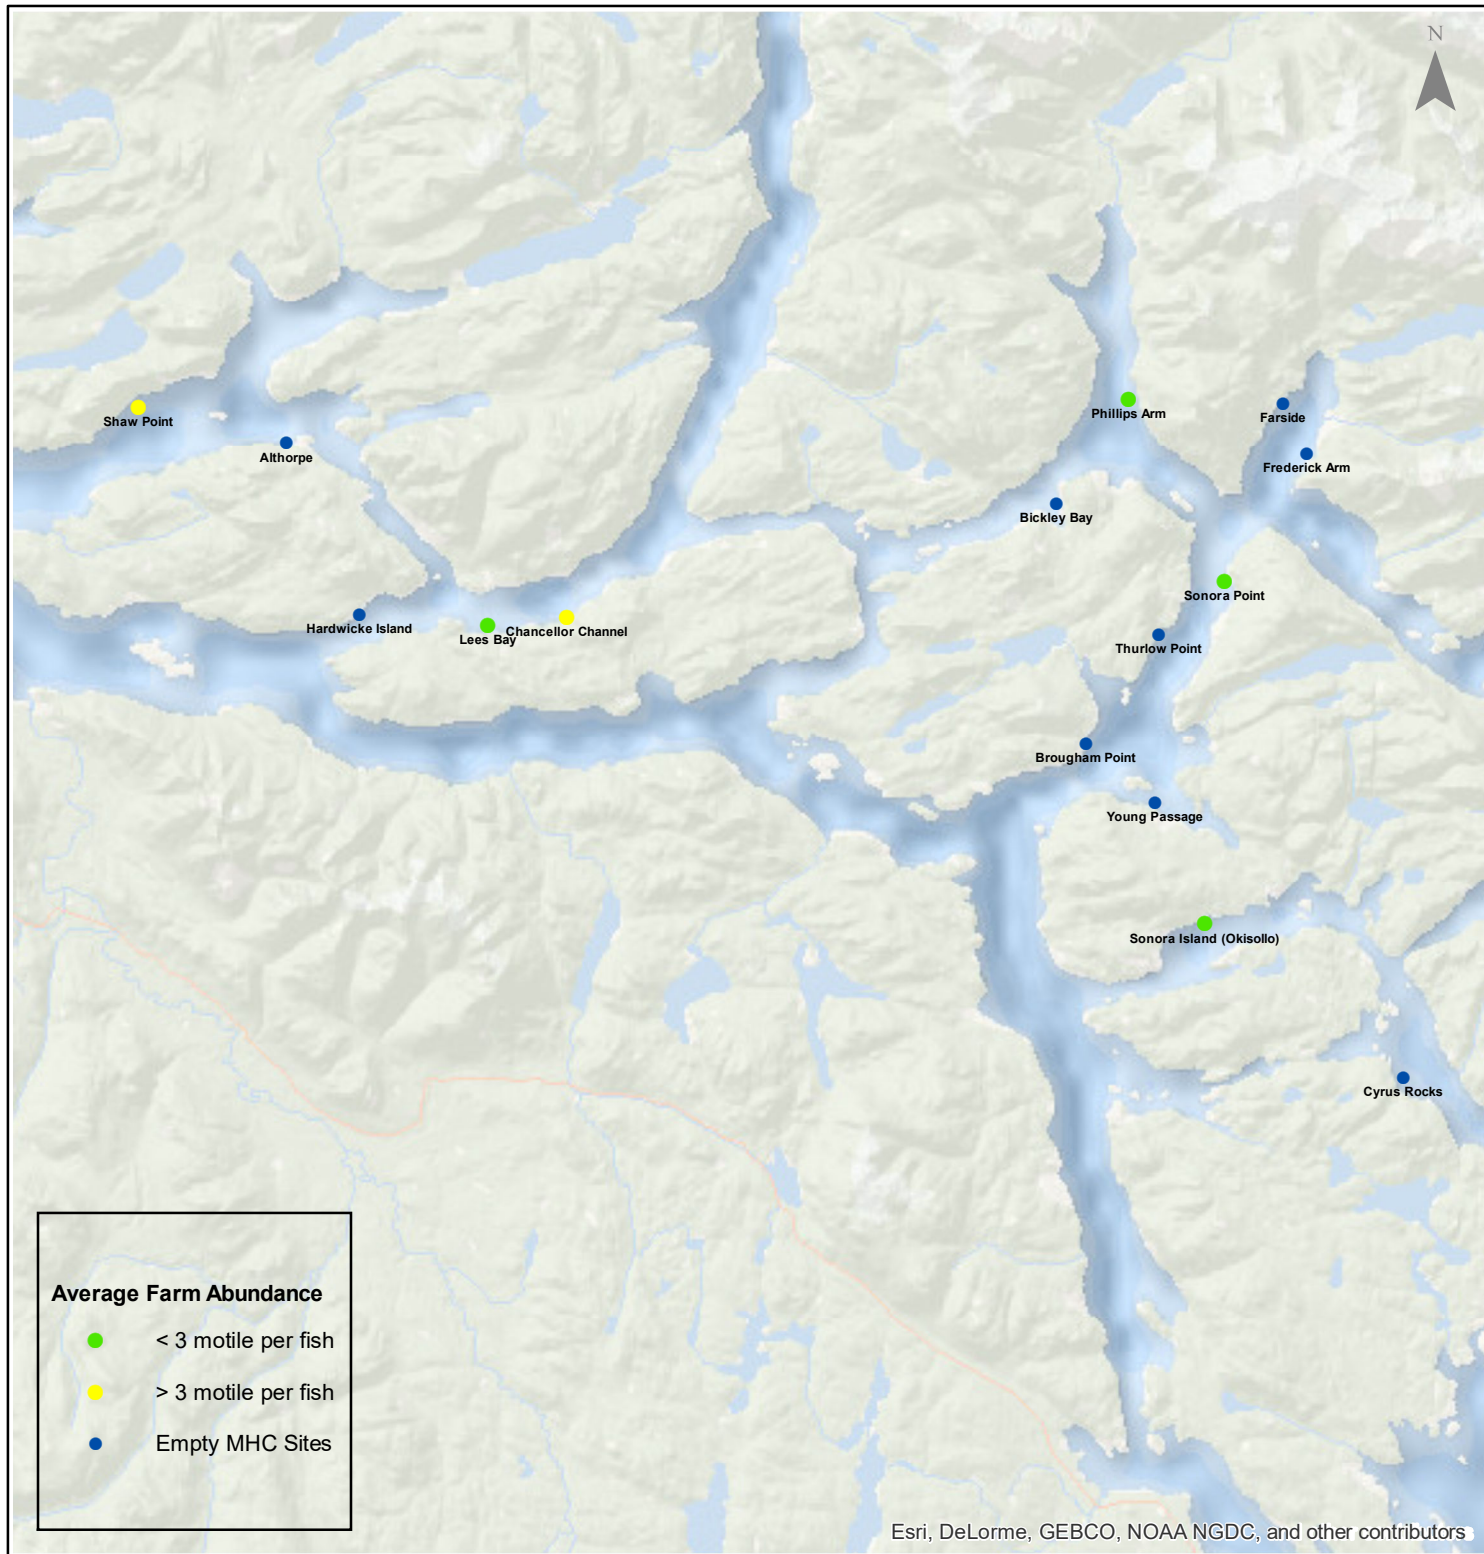 N
Shaw Point
Phillips Arm
Farside
Althorpe
Frederick Arm
Bickley Bay
Sonora Point
Hardwicke Island
Chancellor Channel
Lees Bay
Thurlow Point
Brougham Point
Young Passage
Sonora Island (Okisollo)
Cyrus Rocks
Average Farm Abundance
< 3 motile per fish
> 3 motile per fish
Empty MHC Sites
Esri, DeLorme, GEBCO, NOAA NGDC, and other contributors